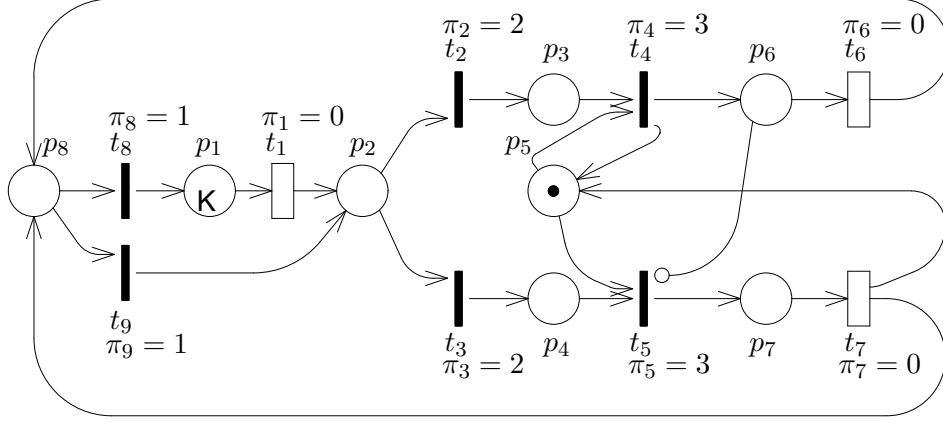 π₂ = 2
t₂
p₃
π₄ = 3
t₄
p₆
π₆ = 0
t₆
p₈
π₈ = 1
t₈
p₁
K
π₁ = 0
t₁
p₂
p₅
t₉
π₉ = 1
t₃
π₃ = 2
p₄
t₅
π₅ = 3
p₇
t₇
π₇ = 0